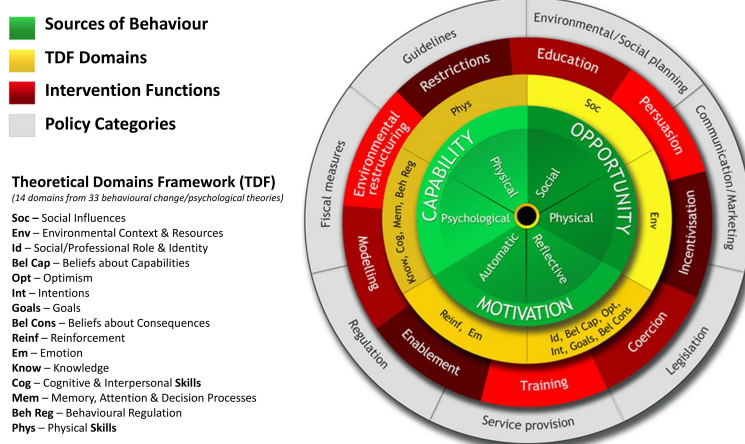 Sources of Behaviour
TDF Domains
Intervention Functions
Policy Categories
Theoretical Domains Framework (TDF)
(14 domains from 33 behavioural change/psychological theories)
Soc – Social Influences
Env – Environmental Context & Resources
Id – Social/Professional Role & Identity
Bel Cap – Beliefs about Capabilities
Opt – Optimism
Int – Intentions
Goals – Goals
Bel Cons – Beliefs about Consequences
Reinf – Reinforcement
Em – Emotion
Know – Knowledge
Cog – Cognitive & Interpersonal Skills
Mem – Memory, Attention & Decision Processes
Beh Reg – Behavioural Regulation
Phys – Physical Skills
Guidelines
Environmental/Social planning
Communication/Marketing
Legislation
Service provision
Regulation
Fiscal measures
Restrictions
Education
Persuasion
Incentivisation
Coercion
Training
Enablement
Modelling
Environmental
restructuring
Phys
Soc
Env
Id, Bel Cap, Opt,
Int, Goals, Bel Cons
Reinf, Em
Know, Cog, Mem, Beh Reg
CAPABILITY
OPPORTUNITY
MOTIVATION
Physical
Social
Physical
Reflective
Automatic
Psychological